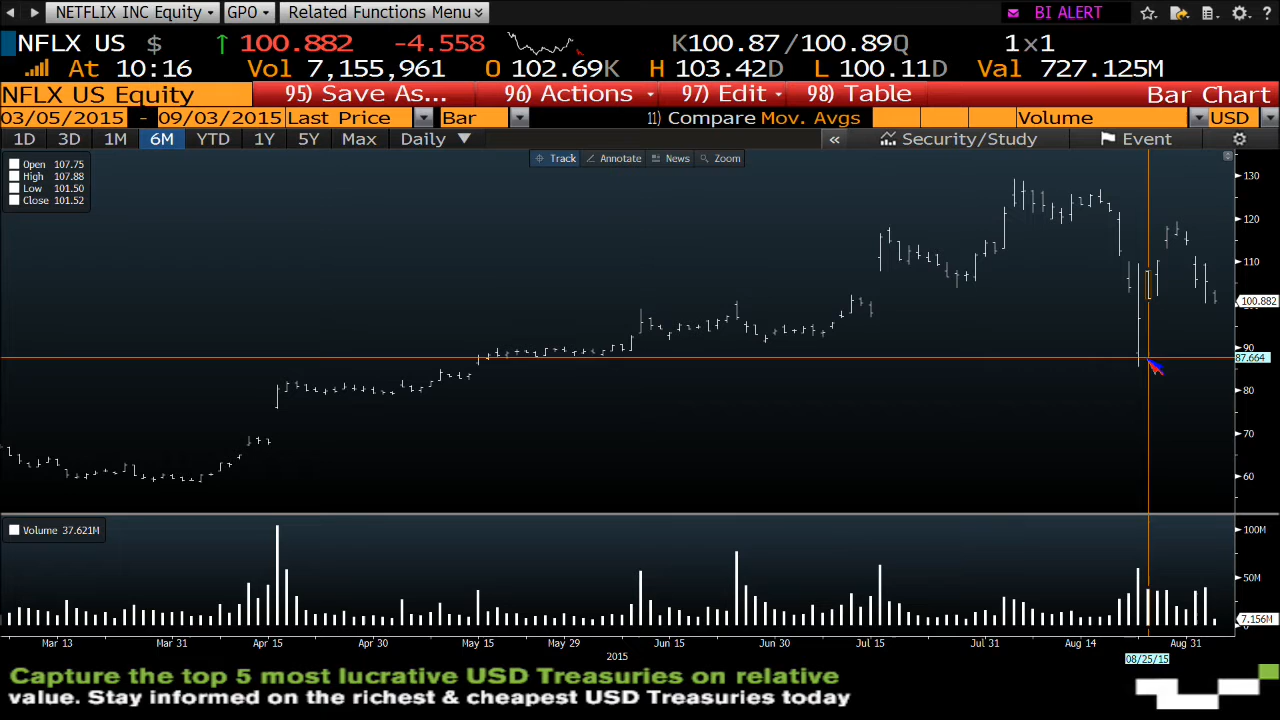 NETFLIX INC Equity GPO Related Functions Menu BI ALERT ?
NFLX US $ ↑ 100.882 -4.558 K100.87/100.89Q 1×1
At 10:16 Vol 7,155,961 O 102.69K H 103.42D L 100.11D Val 727.125M
NFLX US Equity 95) Save As... 96) Actions 97) Edit 98) Table Bar Chart
03/05/2015 - 09/03/2015 Last Price Bar 11) Compare Mov. Avgs Volume USD
1D 3D 1M 6M YTD 1Y 5Y Max Daily ▼ « Security/Study Event
Track Annotate News Zoom
Open 107.75
High 107.88
Low 101.50
Close 101.52
130
120
110
100.882
90
87.664
80
70
60
Volume 37.621M
100M
50M
7.156M
Mar 13 Mar 31 Apr 15 Apr 30 May 15 May 29 Jun 15 Jun 30 Jul 15 Jul 31 Aug 14 Aug 31
2015
08/25/15
Capture the top 5 most lucrative USD Treasuries on relative
value. Stay informed on the richest & cheapest USD Treasuries today